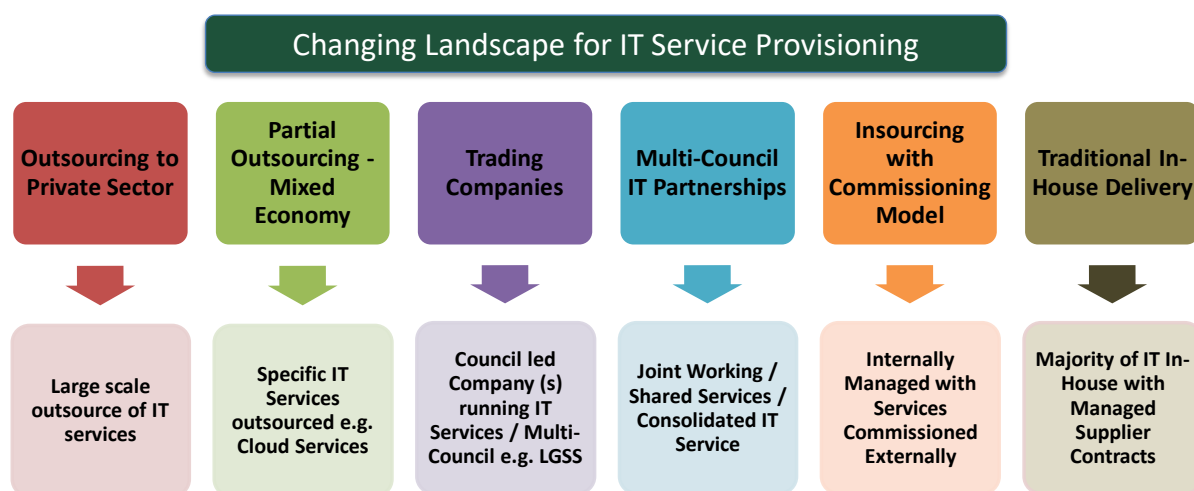 Changing Landscape for IT Service Provisioning
Outsourcing to
Private Sector
Partial
Outsourcing -
Mixed
Economy
Trading
Companies
Multi-Council
IT Partnerships
Insourcing
with
Commissioning
Model
Traditional In-
House Delivery
Large scale
outsource of IT
services
Specific IT
Services
outsourced e.g.
Cloud Services
Council led
Company (s)
running IT
Services / Multi-
Council e.g. LGSS
Joint Working /
Shared Services /
Consolidated IT
Service
Internally
Managed with
Services
Commissioned
Externally
Majority of IT In-
House with
Managed
Supplier
Contracts